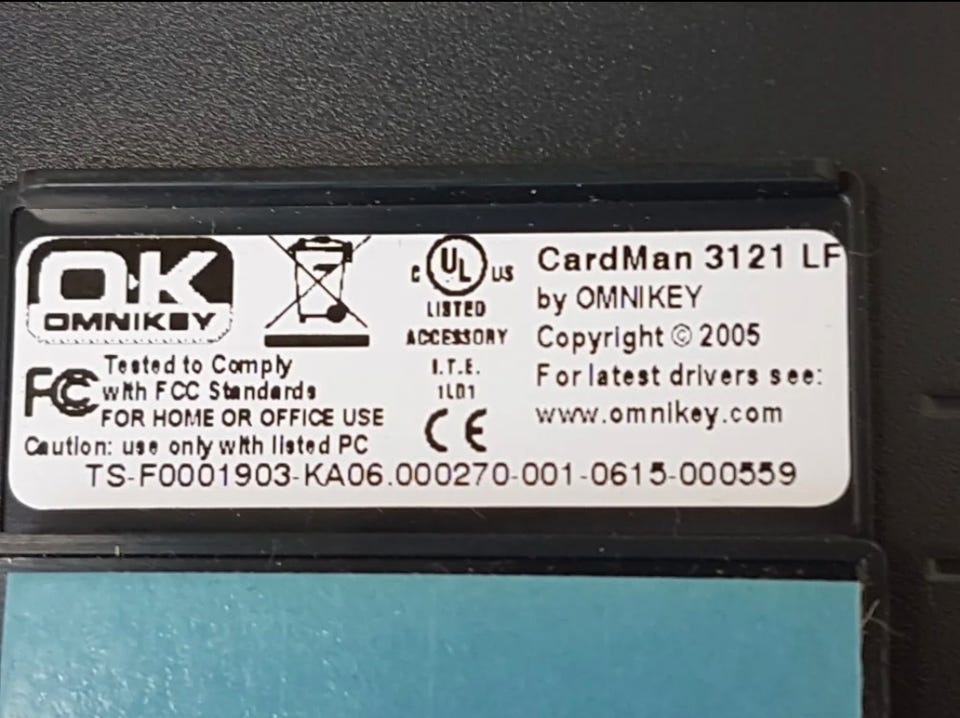 OK
OMNIKEY
C UL US
LISTED
ACCESSORY
I.T.E.
1LD1
CE
CardMan 3121 LF
by OMNIKEY
Copyright © 2005
For latest drivers see:
www.omnikey.com
FC Tested to Comply
with FCC Standards
FOR HOME OR OFFICE USE
Caution: use only with listed PC
TS-F0001903-KA06.000270-001-0615-000559